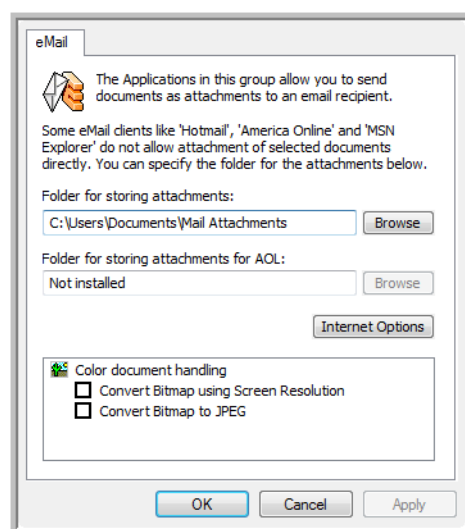 eMail
The Applications in this group allow you to send
documents as attachments to an email recipient.
Some eMail clients like 'Hotmail', 'America Online' and 'MSN
Explorer' do not allow attachment of selected documents
directly. You can specify the folder for the attachments below.
Folder for storing attachments:
C:\Users\Documents\Mail Attachments
Browse
Folder for storing attachments for AOL:
Not installed
Browse
Internet Options
Color document handling
Convert Bitmap using Screen Resolution
Convert Bitmap to JPEG
OK
Cancel
Apply